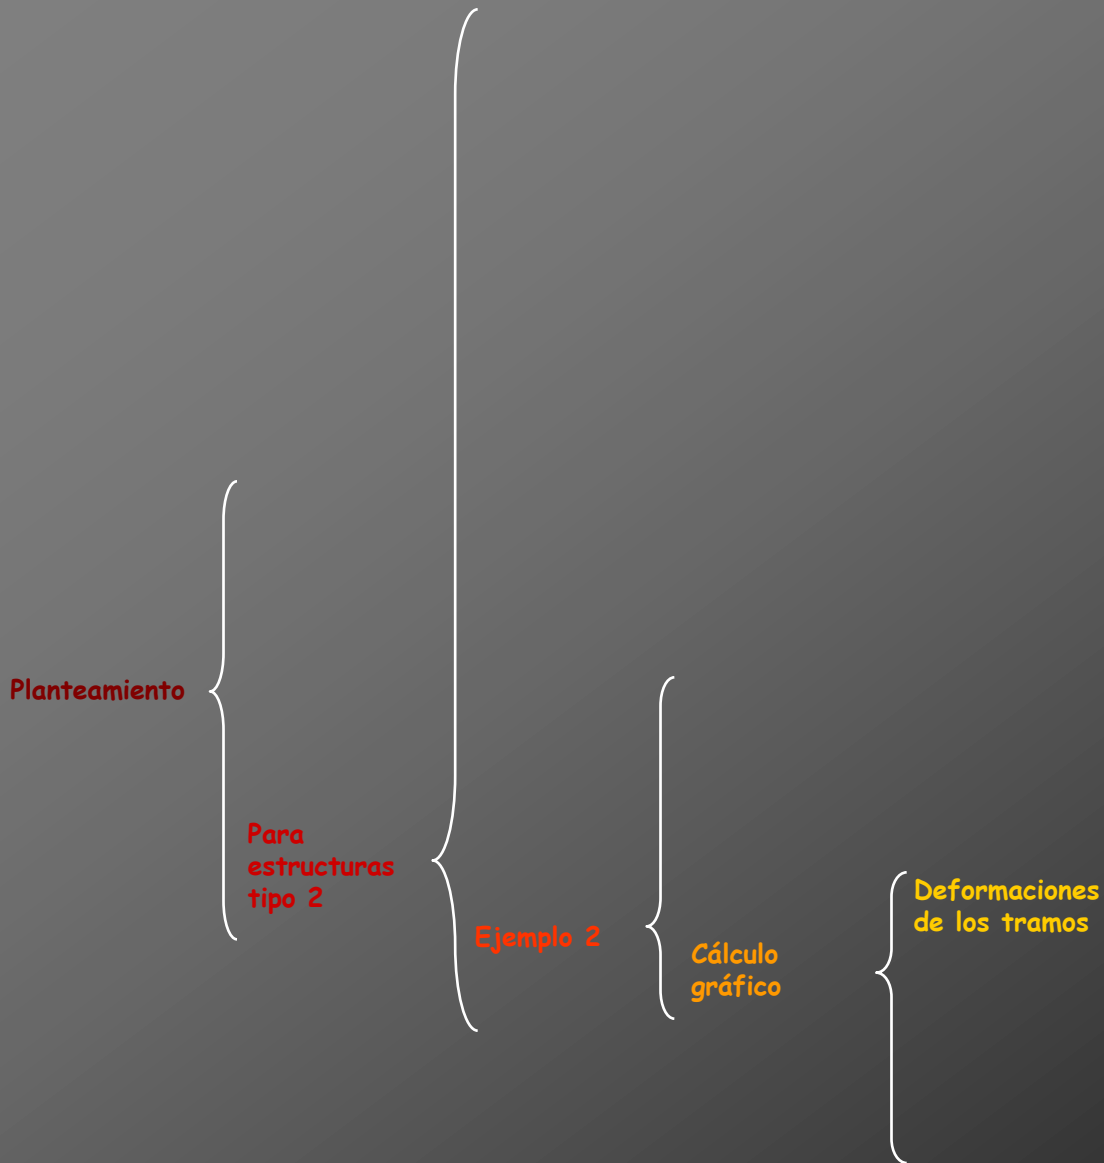 Planteamiento
Para
estructuras
tipo 2
Ejemplo 2
Cálculo
gráfico
Deformaciones
de los tramos